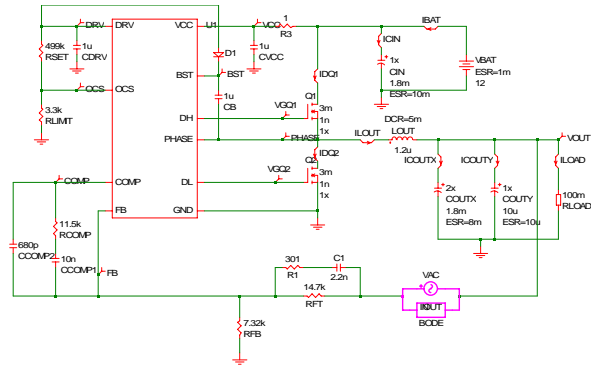 DRV
DRV
VCC
U1
VCC
1
R3
IBAT
499k
RSET
1u
CDRV
D1
1u
CVCC
ICIN
1x
CIN
1.8m
ESR=10m
VBAT
ESR=1m
12
BST
BST
IDQ1
OCS
OCS
1u
CB
Q1
3m
1n
1x
3.3k
RLIMIT
DH
VGQ1
DCR=5m
PHASE
PHASE
ILOUT
LOUT
1.2u
VOUT
IDQ2
ICOUTX
ICOUTY
ILOAD
COMP
COMP
DL
VGQ2
Q2
3m
1n
1x
2x
COUTX
1.8m
ESR=8m
1x
COUTY
10u
ESR=10u
100m
RLOAD
FB
GND
11.5k
RCOMP
680p
CCOMP2
10n
CCOMP1
FB
301
R1
C1
2.2n
VAC
14.7k
RFT
OUT
BODE
7.32k
RFB